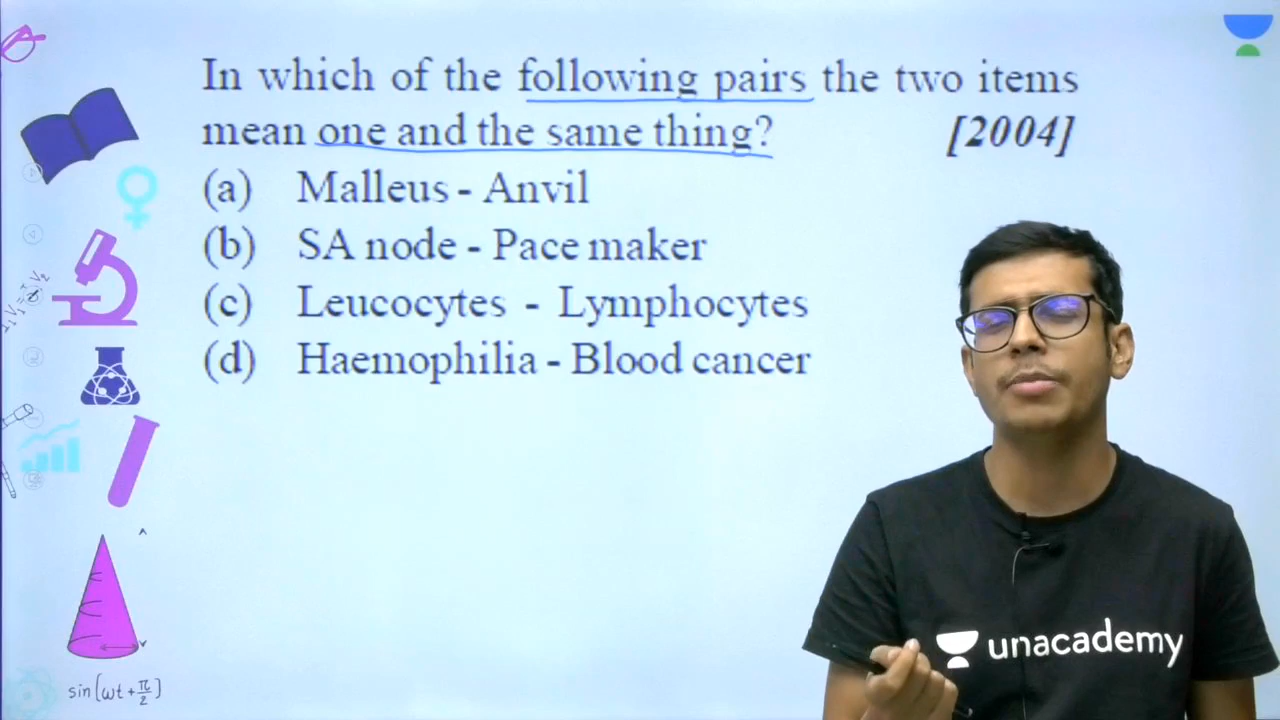 In which of the following pairs the two items
mean one and the same thing? [2004]
(a) Malleus - Anvil
(b) SA node - Pace maker
(c) Leucocytes - Lymphocytes
(d) Haemophilia - Blood cancer
unacademy
sin(ωt + π/2)